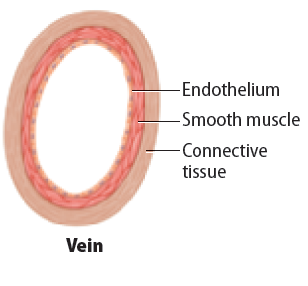 Endothelium
Smooth muscle
Connective
tissue
Vein